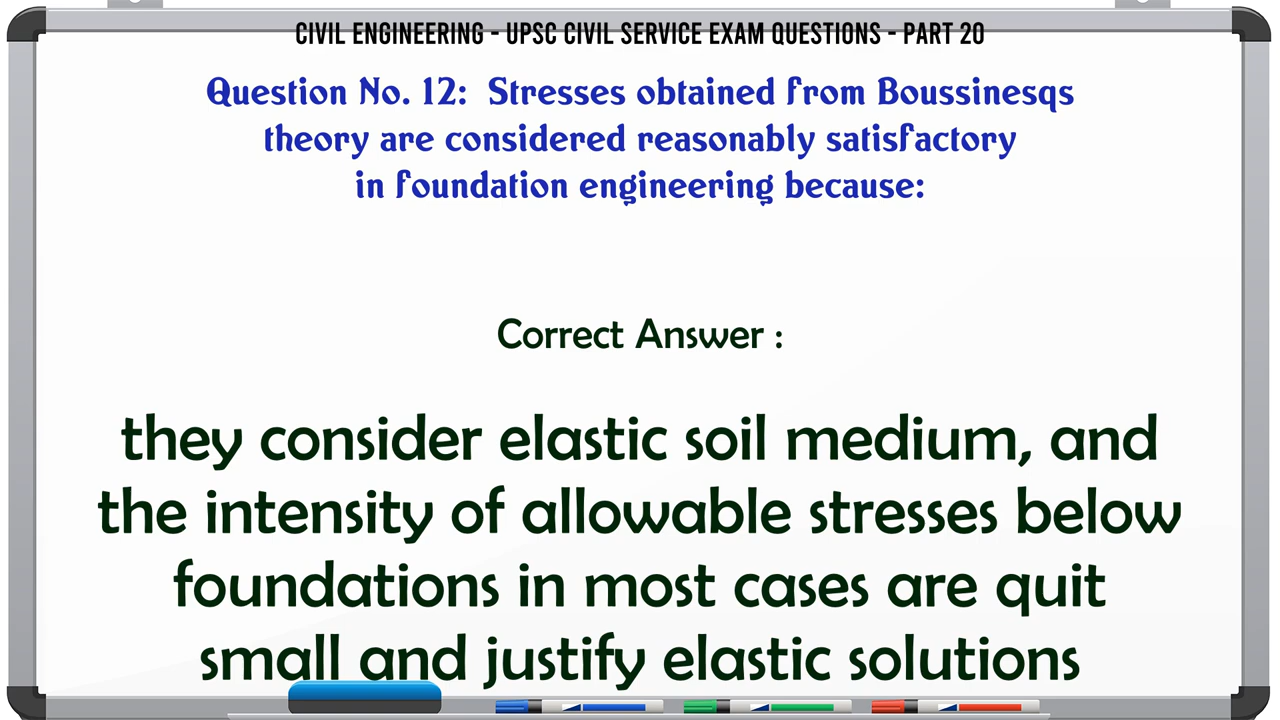 CIVIL ENGINEERING - UPSC CIVIL SERVICE EXAM QUESTIONS - PART 20
Question No. 12: Stresses obtained from Boussinesqs
theory are considered reasonably satisfactory
in foundation engineering because:
Correct Answer :
they consider elastic soil medium, and
the intensity of allowable stresses below
foundations in most cases are quit
small and justify elastic solutions